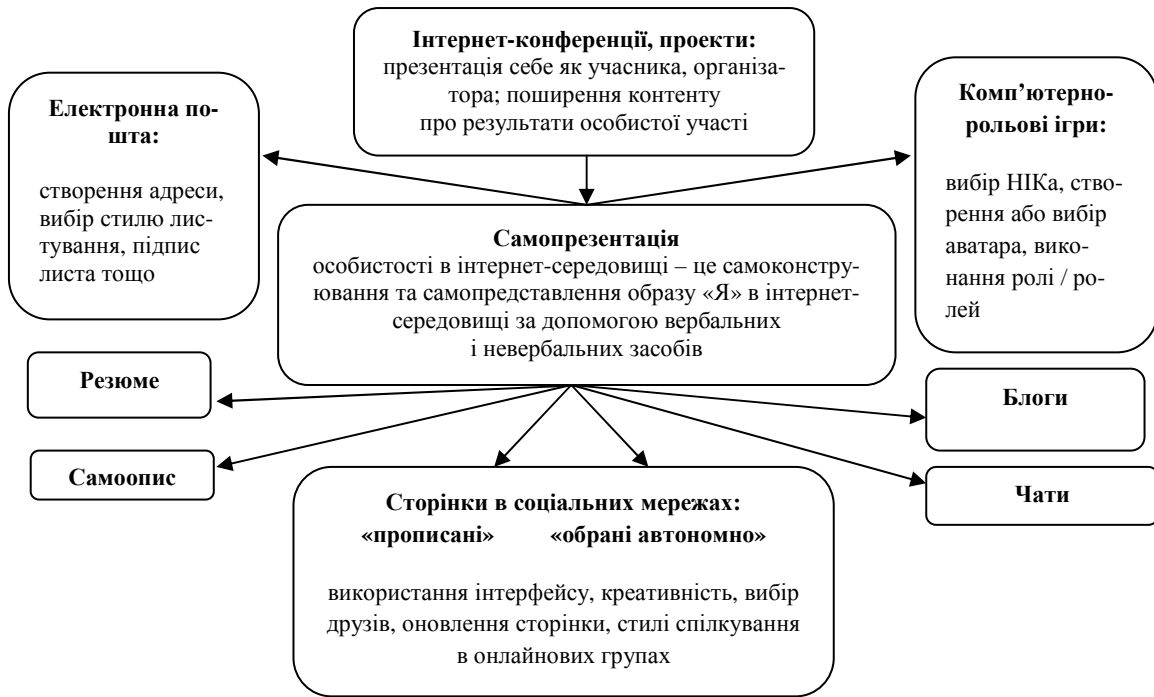 Інтернет-конференції, проекти:
презентація себе як учасника, організа-
тора; поширення контенту
про результати особистої участі
Електронна по-
шта:
створення адреси,
вибір стилю лис-
тування, підпис
листа тощо
Комп’ютерно-
рольові ігри:
вибір НІКа, ство-
рення або вибір
аватара, вико-
нання ролі / ро-
лей
Самопрезентація
особистості в інтернет-середовищі – це самоконстру-
ювання та самопредставлення образу «Я» в інтернет-
середовищі за допомогою вербальних
і невербальних засобів
Резюме
Блоги
Самоопис
Чати
Сторінки в соціальних мережах:
«прописані» «обрані автономно»
використання інтерфейсу, креативність, вибір
друзів, оновлення сторінки, стилі спілкування
в онлайнових групах